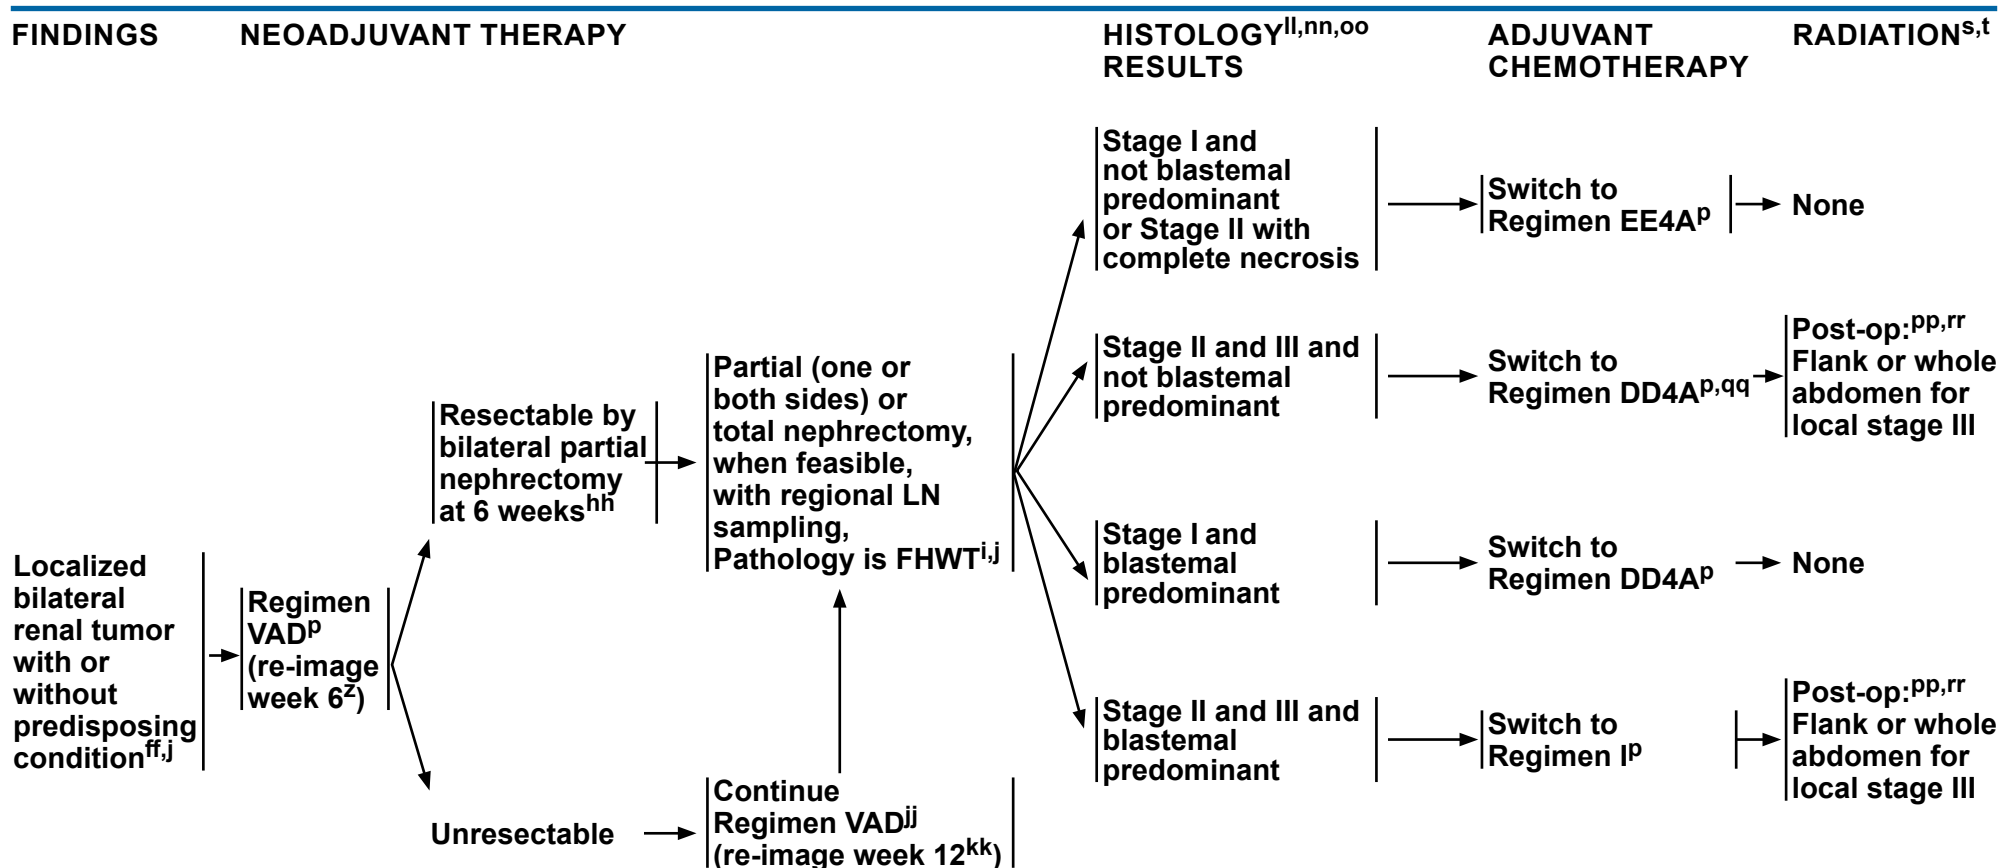 FINDINGS
NEOADJUVANT THERAPY
HISTOLOGYll,nn,oo
RESULTS
ADJUVANT
CHEMOTHERAPY
RADIATIONs,t
Localized
bilateral
renal tumor
with or
without
predisposing
conditionff,j
Regimen
VADp
(re-image
week 6z)
Resectable by
bilateral partial
nephrectomy
at 6 weekshh
Unresectable
Partial (one or
both sides) or
total nephrectomy,
when feasible,
with regional LN
sampling,
Pathology is FHWTi,j
Continue
Regimen VADjj
(re-image week 12kk)
Stage I and
not blastemal
predominant
or Stage II with
complete necrosis
Switch to
Regimen EE4Ap
None
Stage II and III and
not blastemal
predominant
Switch to
Regimen DD4Ap,qq
Post-op:pp,rr
Flank or whole
abdomen for
local stage III
Stage I and
blastemal
predominant
Switch to
Regimen DD4Ap
None
Stage II and III and
blastemal
predominant
Switch to
Regimen Ip
Post-op:pp,rr
Flank or whole
abdomen for
local stage III